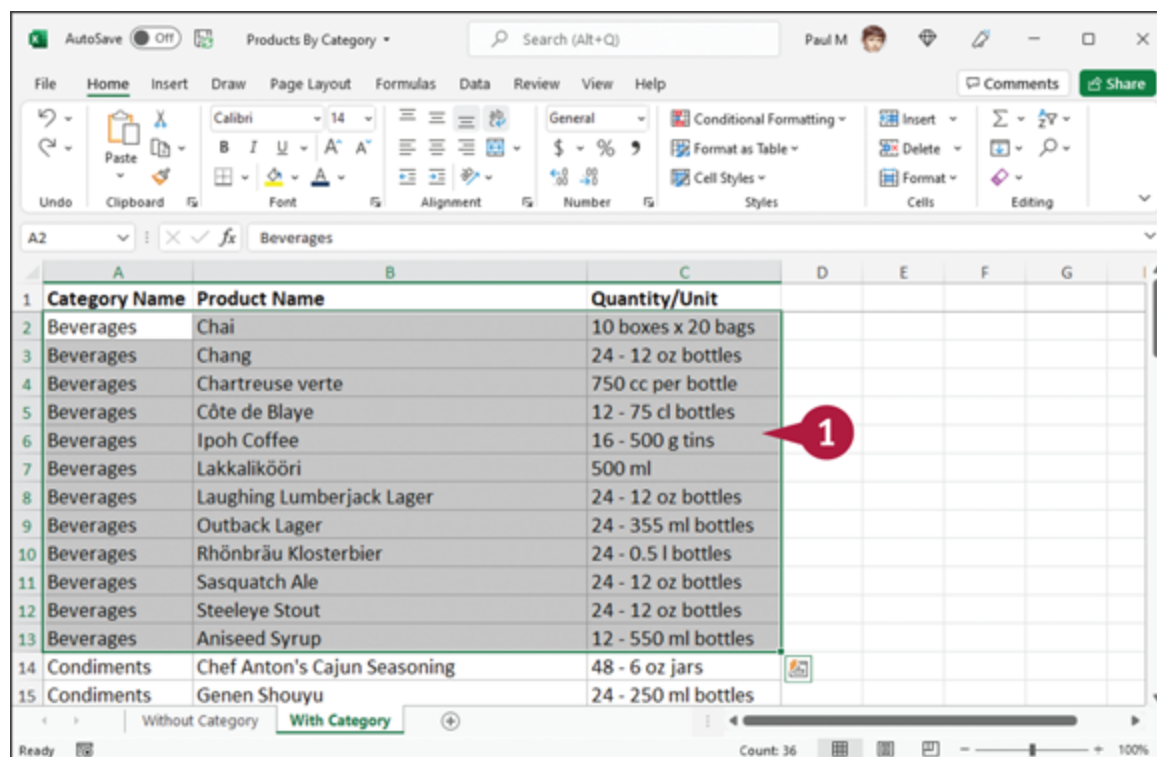 AutoSave Off Products By Category Search (Alt+Q) Paul M
File Home Insert Draw Page Layout Formulas Data Review View Help Comments Share
Calibri 14 General Conditional Formatting Insert
Paste B I U A A $ % 9 Format as Table Delete
A Cell Styles Format
Undo Clipboard Font Alignment Number Styles Cells Editing
A2 fx Beverages
A B C D E F G
1 Category Name Product Name Quantity/Unit
2 Beverages Chai 10 boxes x 20 bags
3 Beverages Chang 24 - 12 oz bottles
4 Beverages Chartreuse verte 750 cc per bottle
5 Beverages Côte de Blaye 12 - 75 cl bottles
6 Beverages Ipoh Coffee 16 - 500 g tins 1
7 Beverages Lakkalikööri 500 ml
8 Beverages Laughing Lumberjack Lager 24 - 12 oz bottles
9 Beverages Outback Lager 24 - 355 ml bottles
10 Beverages Rhönbräu Klosterbier 24 - 0.5 l bottles
11 Beverages Sasquatch Ale 24 - 12 oz bottles
12 Beverages Steeleye Stout 24 - 12 oz bottles
13 Beverages Aniseed Syrup 12 - 550 ml bottles
14 Condiments Chef Anton's Cajun Seasoning 48 - 6 oz jars
15 Condiments Genen Shouyu 24 - 250 ml bottles
Without Category With Category
Ready Count: 36 100%